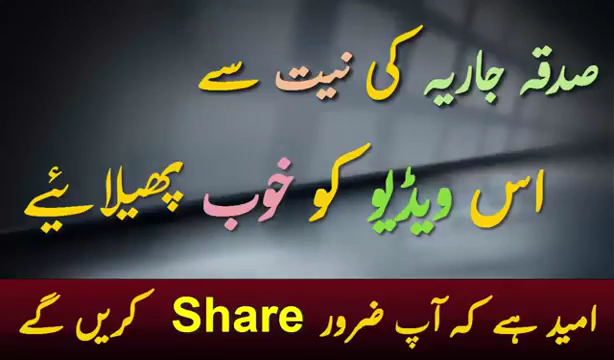 صدقہ جاریہ کی نیت سے
اس ویڈیو کو خوب پھیلائیے
امید ہے کہ آپ ضرور Share کریں گے